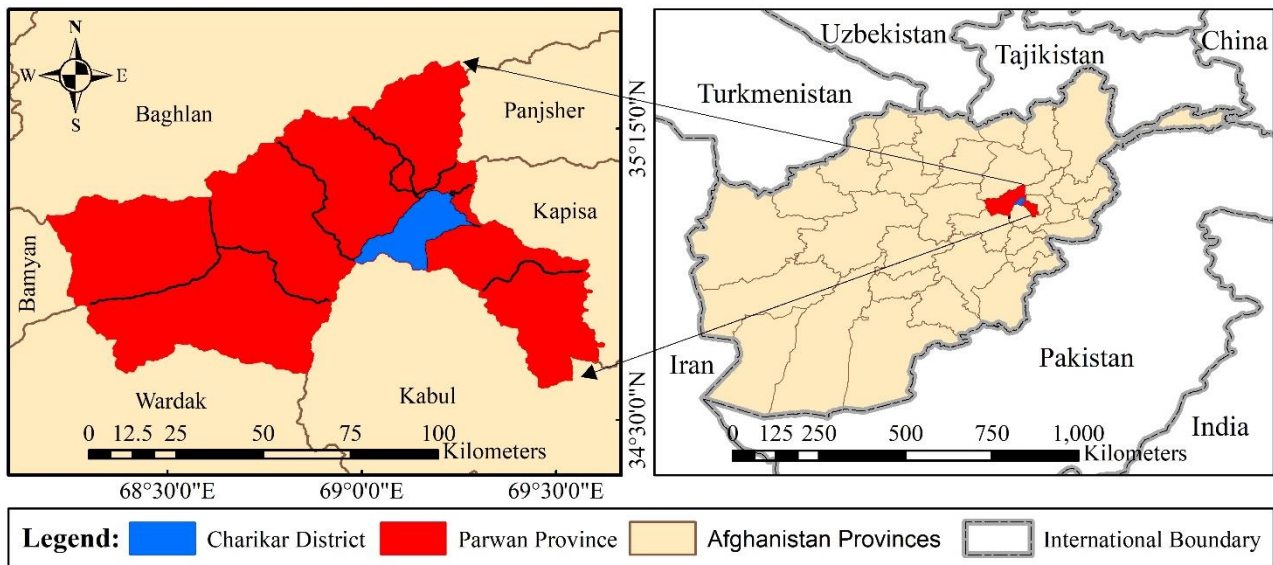 N
W
E
S
Baghlan
Panjsher
Kapisa
Bamyan
Wardak
Kabul
0 12.5 25 50 75 100
Kilometers
68°30'0"E 69°0'0"E 69°30'0"E
35°15'0"N
34°30'0"N
Uzbekistan
Tajikistan
China
Turkmenistan
Iran
Pakistan
India
0 125 250 500 750 1,000
Kilometers
Legend: Charikar District Parwan Province Afghanistan Provinces International Boundary